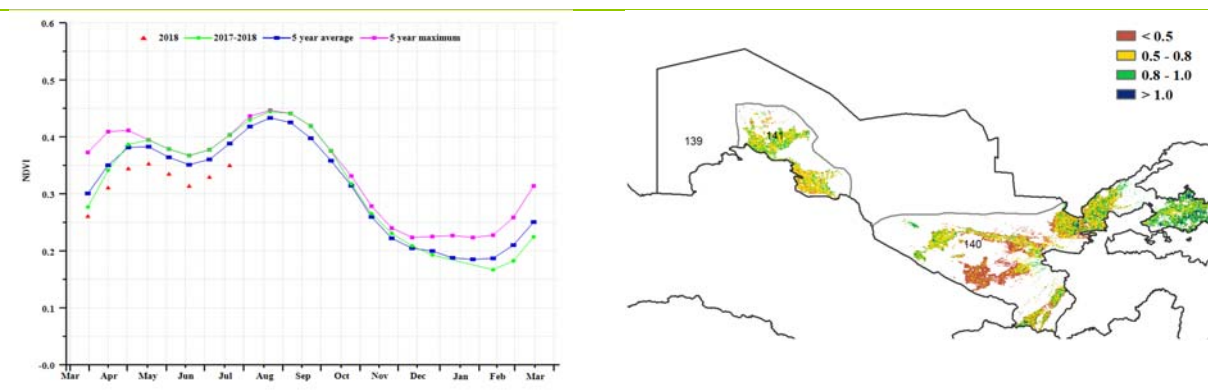 0.6
0.5
0.4
0.3
0.2
0.1
-0.0
NDVI
2018 2017-2018 5 year average 5 year maximum
Mar Apr May Jun Jul Aug Sep Oct Nov Dec Jan Feb Mar
< 0.5
0.5 - 0.8
0.8 - 1.0
> 1.0
139
141
140